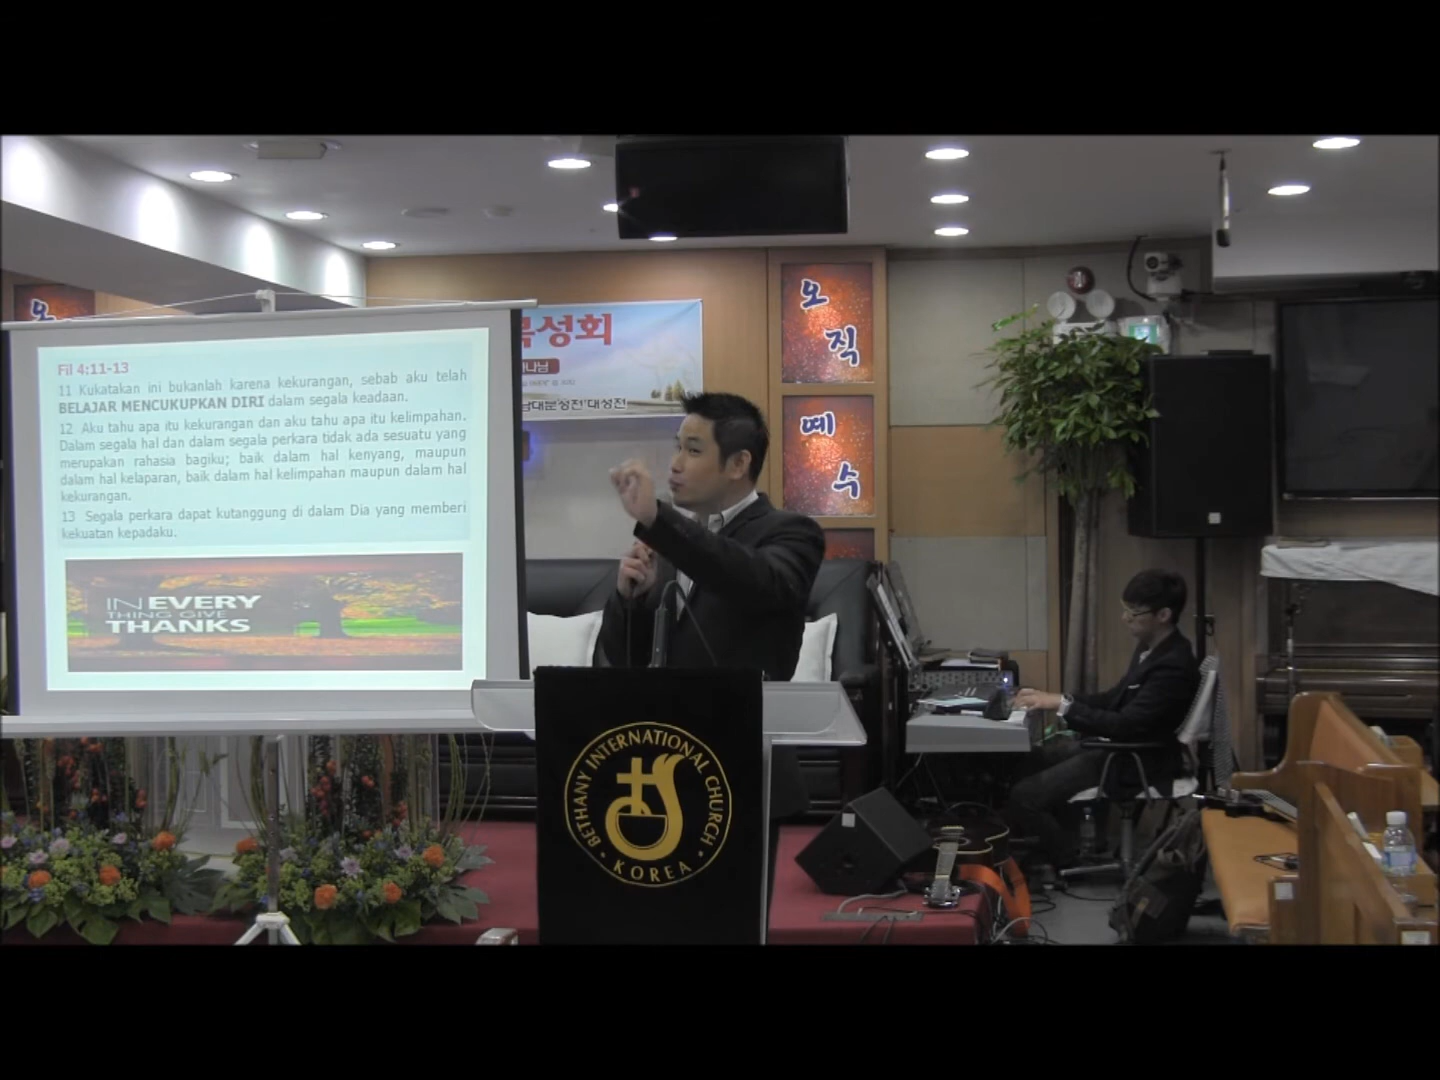 Fil 4:11-13
11 Kukatakan ini bukanlah karena kekurangan, sebab aku telah
BELAJAR MENCUKUPKAN DIRI dalam segala keadaan.
12 Aku tahu apa itu kekurangan dan aku tahu apa itu kelimpahan.
Dalam segala hal dan dalam segala perkara tidak ada sesuatu yang
merupakan rahasia bagiku; baik dalam hal kenyang, maupun
dalam hal kelaparan, baik dalam hal kelimpahan maupun dalam hal
kekurangan.
13 Segala perkara dapat kutanggung di dalam Dia yang memberi
kekuatan kepadaku.
IN EVERY
THING GIVE
THANKS
성회
오
오
직
예
수
BETHANY INTERNATIONAL CHURCH
KOREA